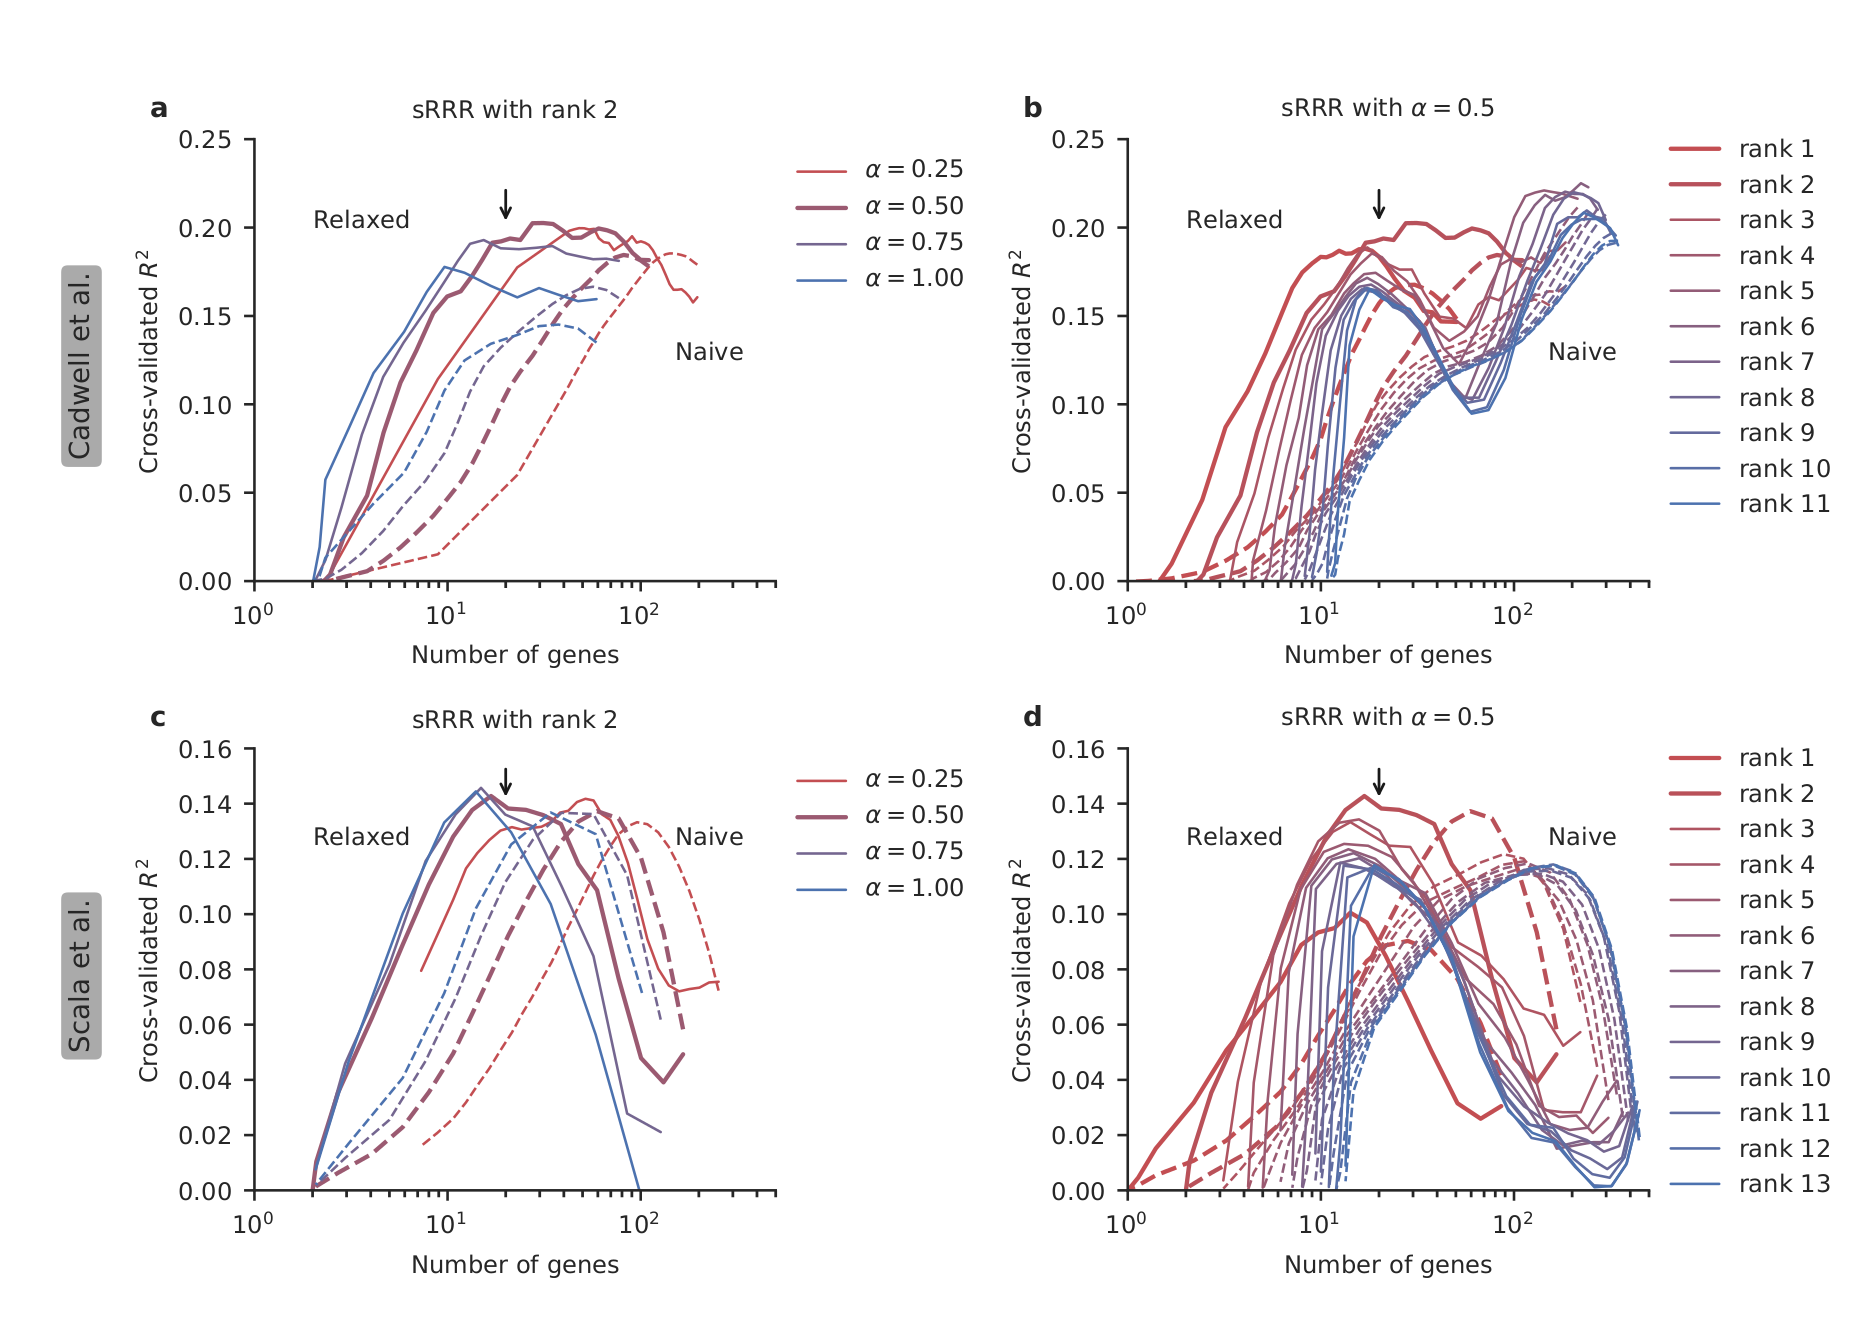 a
sRRR with rank 2
0.25
0.20
0.15
0.10
0.05
0.00
Cross-validated R²
Relaxed
Naive
10⁰
10¹
10²
Number of genes
α = 0.25
α = 0.50
α = 0.75
α = 1.00
Cadwell et al.
b
sRRR with α = 0.5
0.25
0.20
0.15
0.10
0.05
0.00
Cross-validated R²
Relaxed
Naive
10⁰
10¹
10²
Number of genes
rank 1
rank 2
rank 3
rank 4
rank 5
rank 6
rank 7
rank 8
rank 9
rank 10
rank 11
c
sRRR with rank 2
0.16
0.14
0.12
0.10
0.08
0.06
0.04
0.02
0.00
Cross-validated R²
Relaxed
Naive
10⁰
10¹
10²
Number of genes
α = 0.25
α = 0.50
α = 0.75
α = 1.00
Scala et al.
d
sRRR with α = 0.5
0.16
0.14
0.12
0.10
0.08
0.06
0.04
0.02
0.00
Cross-validated R²
Relaxed
Naive
10⁰
10¹
10²
Number of genes
rank 1
rank 2
rank 3
rank 4
rank 5
rank 6
rank 7
rank 8
rank 9
rank 10
rank 11
rank 12
rank 13